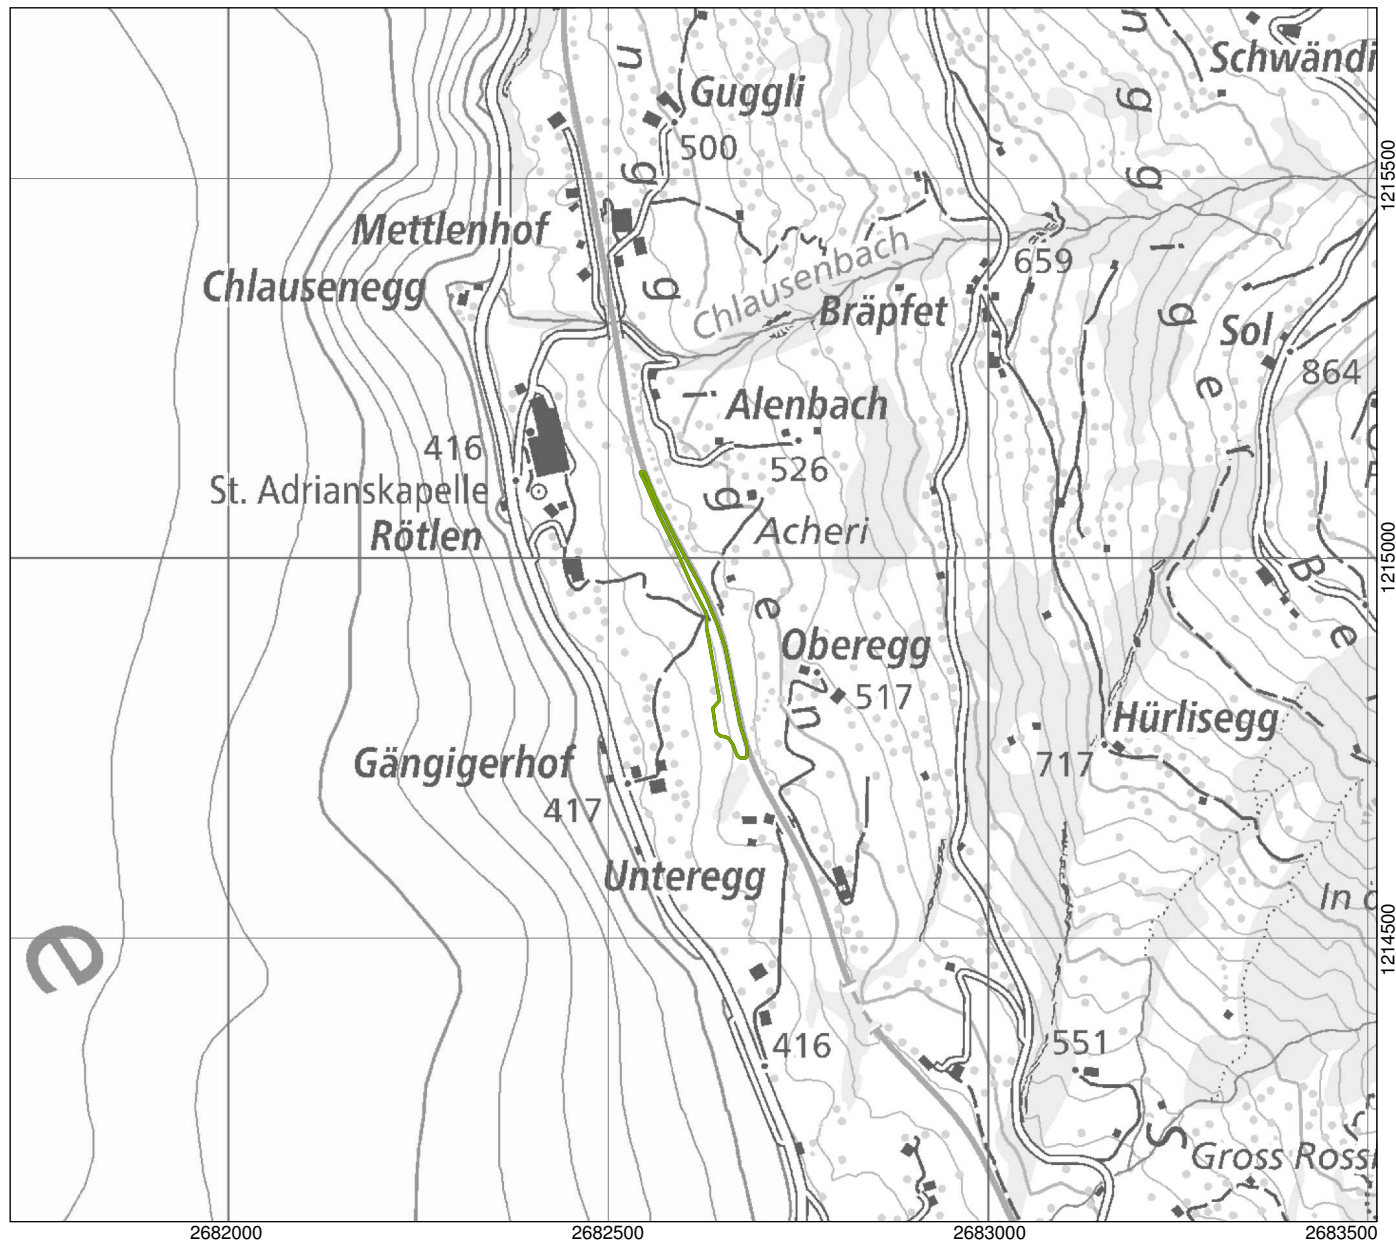 Schwändi
Guggli
500
Mettlenhof
Chlausenegg
Chlausenbach
659
Bräpfet
Sol
864
Alenbach
526
416
St. Adrianskapelle
Rötlen
Acheri
Oberegg
517
Hürlisegg
717
Gängigerhof
417
Unteregg
In d
e
416
551
Gross Rossi
n g g i g e r
n g g i g e n
B e
S
1215500
1215000
1214500
2682000
2682500
2683000
2683500